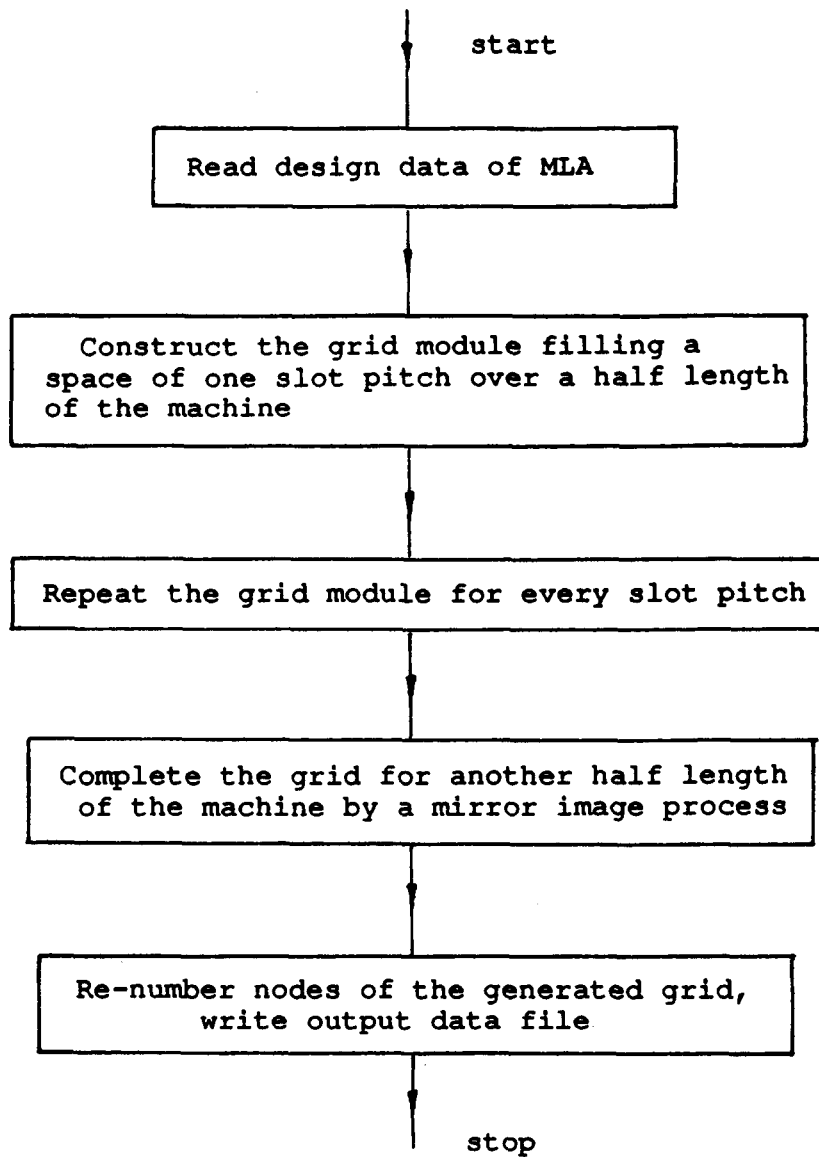 start
Read design data of MLA
Construct the grid module filling a
space of one slot pitch over a half length
of the machine
Repeat the grid module for every slot pitch
Complete the grid for another half length
of the machine by a mirror image process
Re-number nodes of the generated grid,
write output data file
stop